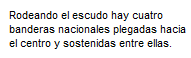 Rodeando el escudo hay cuatro
banderas nacionales plegadas hacia
el centro y sostenidas entre ellas.